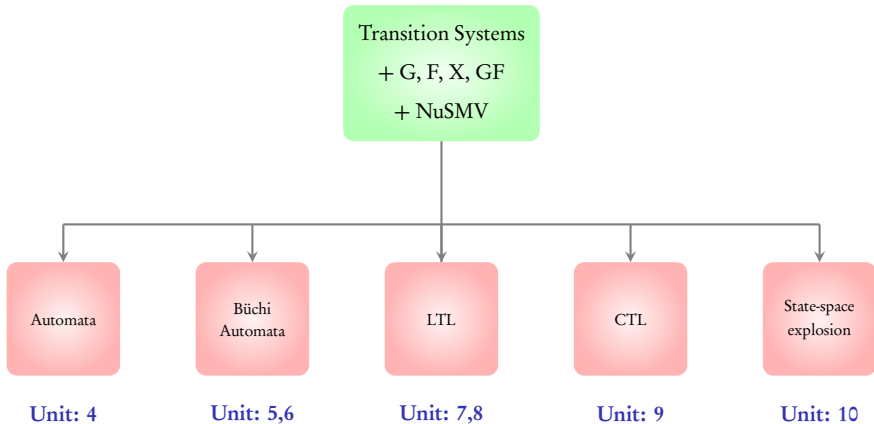 Transition Systems
+ G, F, X, GF
+ NuSMV
Automata
Büchi
Automata
LTL
CTL
State-space
explosion
Unit: 4
Unit: 5,6
Unit: 7,8
Unit: 9
Unit: 10